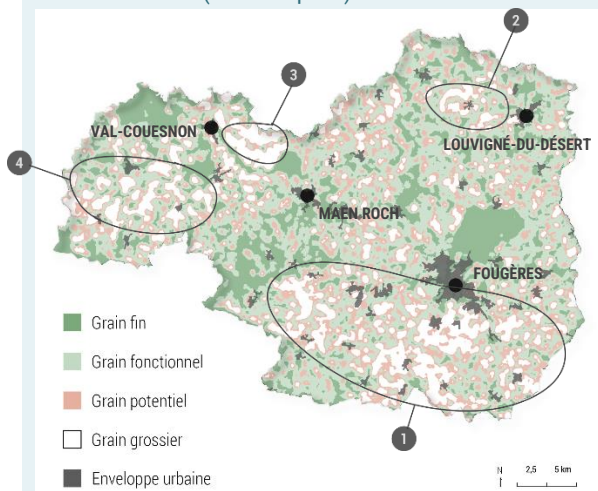 2
3
VAL-COUESNON
LOUVIGNÉ-DU-DÉSERT
4
MAEN ROCH
FOUGÈRES
Grain fin
Grain fonctionnel
Grain potentiel
Grain grossier
Enveloppe urbaine
1
N
2,5 5 km